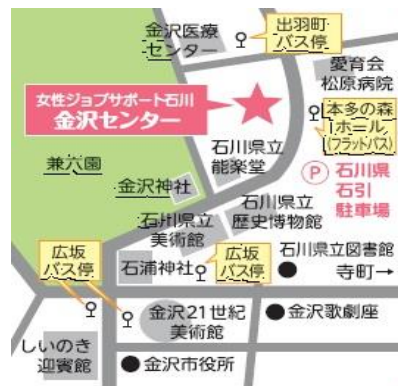 金沢医療
センター
出羽町
バス停
愛育会
松原病院
女性ジョブサポート石川
金沢センター
本多の森
ホール
(フラットバス)
石川県立
能楽堂
P
石川県
石引
駐車場
兼六園
金沢神社
石川県立
歴史博物館
石川県立
美術館
広坂
バス停
石浦神社
広坂
バス停
石川県立図書館
寺町→
金沢21世紀
美術館
金沢歌劇座
しいのき
迎賓館
金沢市役所